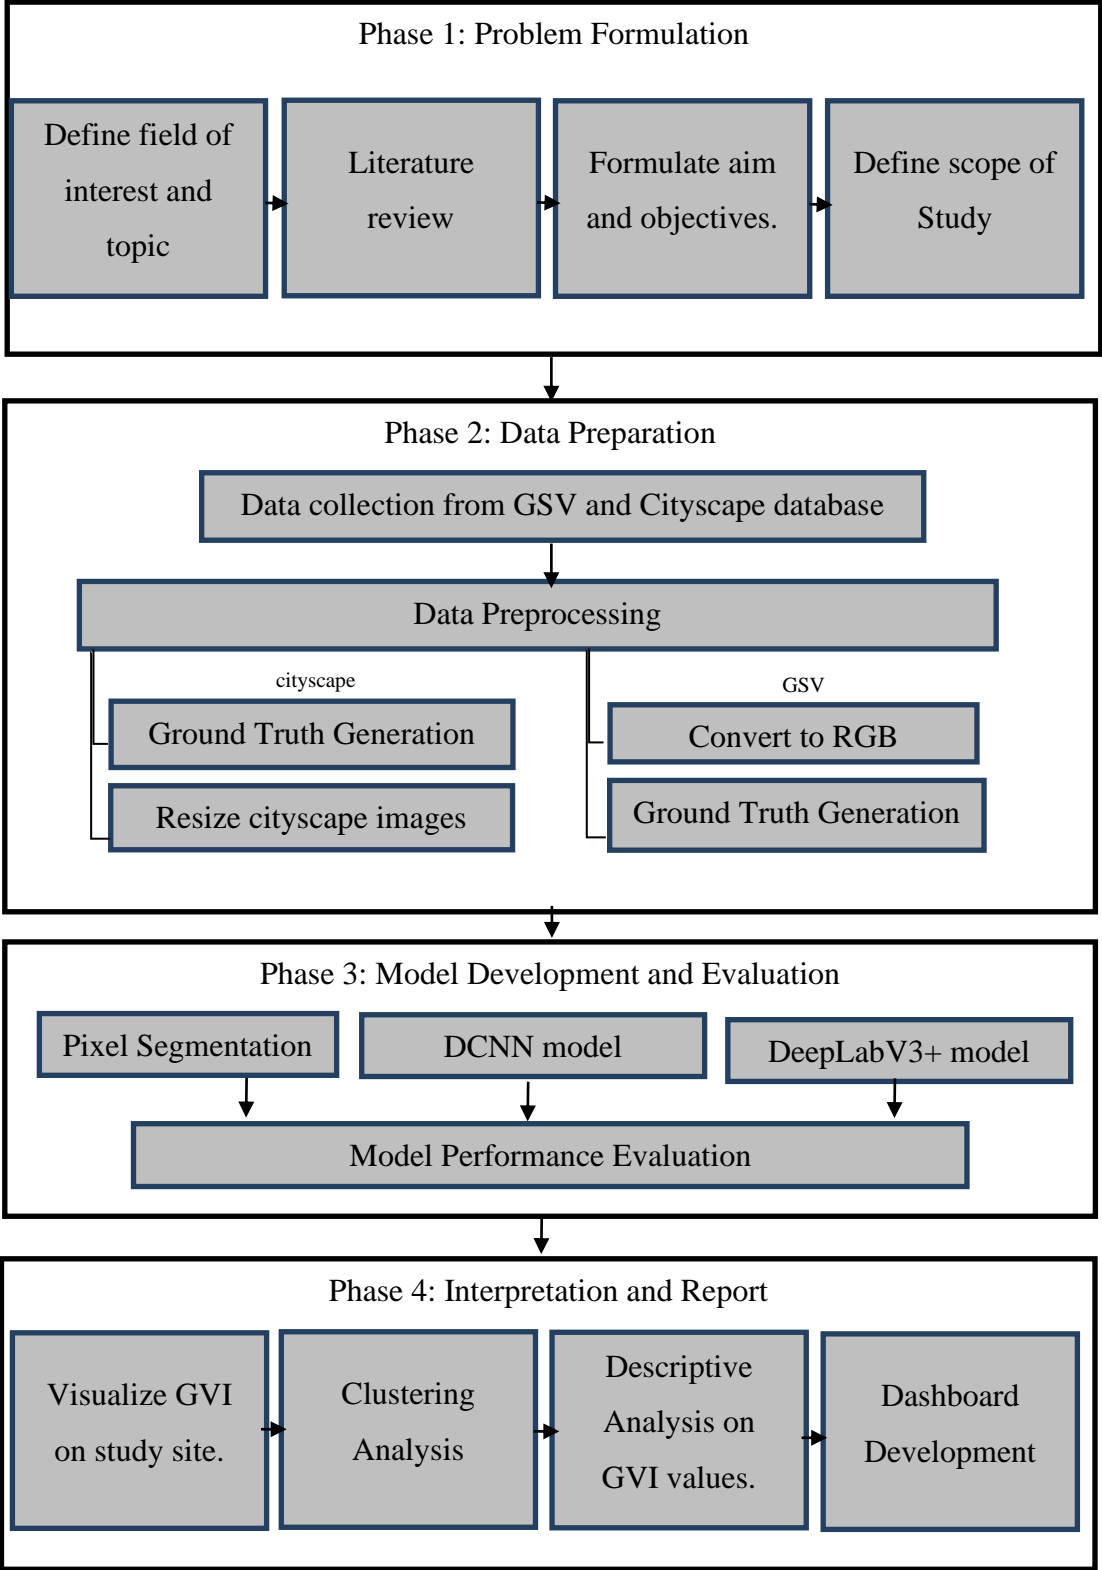 Phase 1: Problem Formulation
Define field of
interest and
topic
Literature
review
Formulate aim
and objectives.
Define scope of
Study
Phase 2: Data Preparation
Data collection from GSV and Cityscape database
Data Preprocessing
cityscape
Ground Truth Generation
Resize cityscape images
GSV
Convert to RGB
Ground Truth Generation
Phase 3: Model Development and Evaluation
Pixel Segmentation
DCNN model
DeepLabV3+ model
Model Performance Evaluation
Phase 4: Interpretation and Report
Visualize GVI
on study site.
Clustering
Analysis
Descriptive
Analysis on
GVI values.
Dashboard
Development